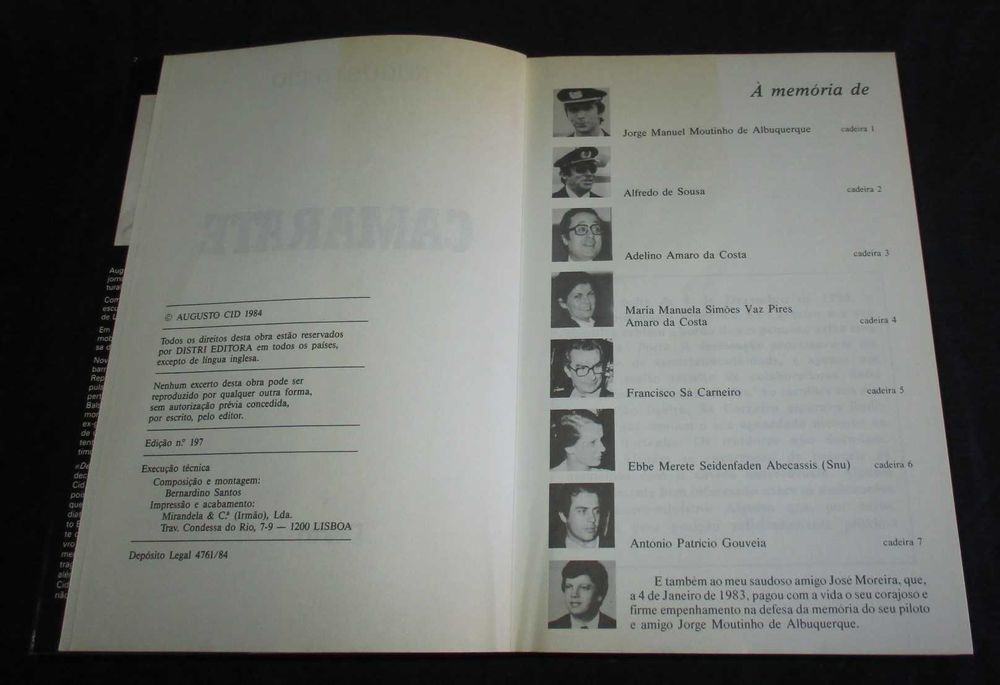 CAMARATE
© AUGUSTO CID 1984
Todos os direitos desta obra estão reservados
por DISTRI EDITORA em todos os países,
excepto de língua inglesa.
Nenhum excerto desta obra pode ser
reproduzido por qualquer outra forma,
sem autorização prévia concedida,
por escrito, pelo editor.
Edição n.º 197
Execução técnica
Composição e montagem:
Bernardino Santos
Impressão e acabamento:
Mirandela & C.ª (Irmão), Lda.
Trav. Condessa do Rio, 7-9 — 1200 LISBOA
Depósito Legal 4761/84
À memória de
Jorge Manuel Moutinho de Albuquerque cadeira 1
Alfredo de Sousa cadeira 2
Adelino Amaro da Costa cadeira 3
Maria Manuela Simões Vaz Pires
Amaro da Costa cadeira 4
Francisco Sá Carneiro cadeira 5
Ebbe Merete Seidenfaden Abecassis (Snu) cadeira 6
António Patrício Gouveia cadeira 7
E também ao meu saudoso amigo José Moreira, que,
a 4 de Janeiro de 1983, pagou com a vida o seu corajoso e
firme empenhamento na defesa da memória do seu piloto
e amigo Jorge Moutinho de Albuquerque.